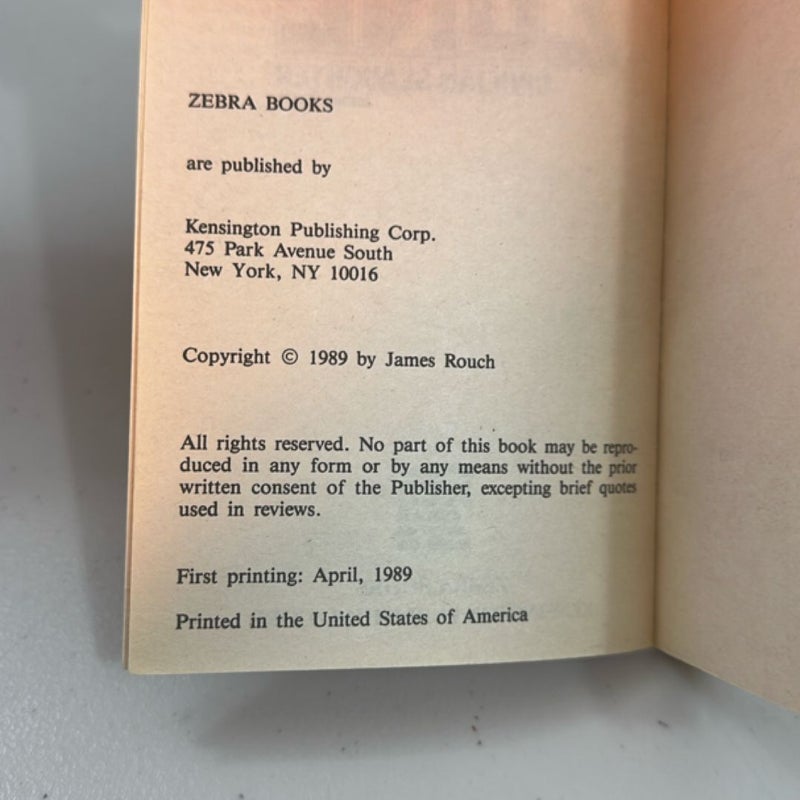 ZEBRA BOOKS
are published by
Kensington Publishing Corp.
475 Park Avenue South
New York, NY 10016
Copyright © 1989 by James Rouch
All rights reserved. No part of this book may be repro-
duced in any form or by any means without the prior
written consent of the Publisher, excepting brief quotes
used in reviews.
First printing: April, 1989
Printed in the United States of America